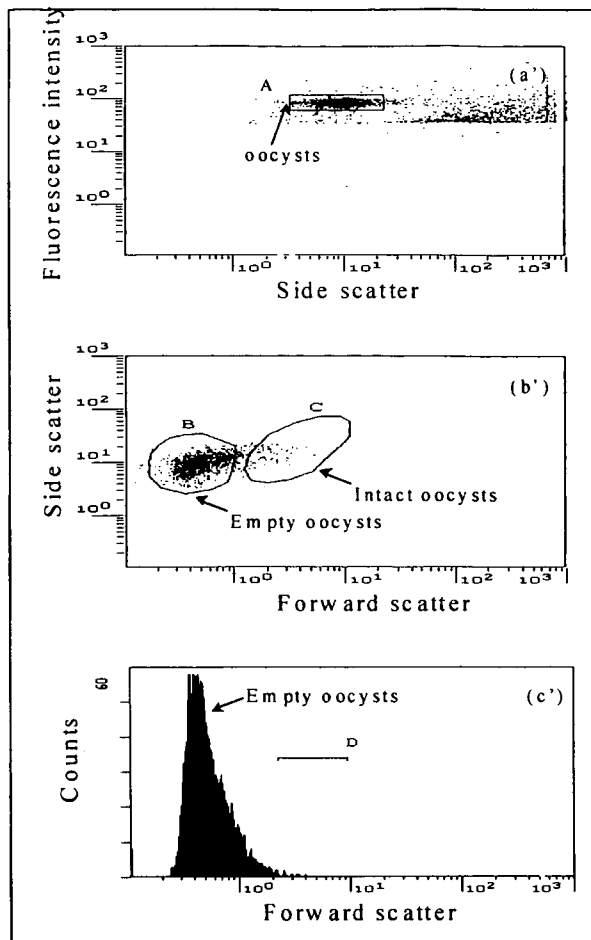 Fluorescence intensity
10³
10²
10¹
10⁰
A
(a')
oocysts
10⁰ 10¹ 10² 10³
Side scatter
Side scatter
10³
10²
10¹
10⁰
B
C
(b')
Intact oocysts
Empty oocysts
10⁰ 10¹ 10² 10³
Forward scatter
Counts
60
Empty oocysts
(c')
D
10⁰ 10¹ 10² 10³
Forward scatter